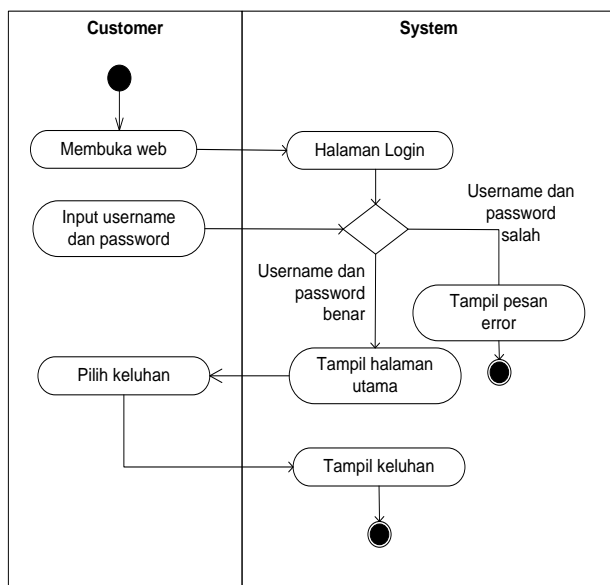 Customer
System
Membuka web
Halaman Login
Input username
dan password
Username dan
password
salah
Username dan
password
benar
Tampil pesan
error
Pilih keluhan
Tampil halaman
utama
Tampil keluhan